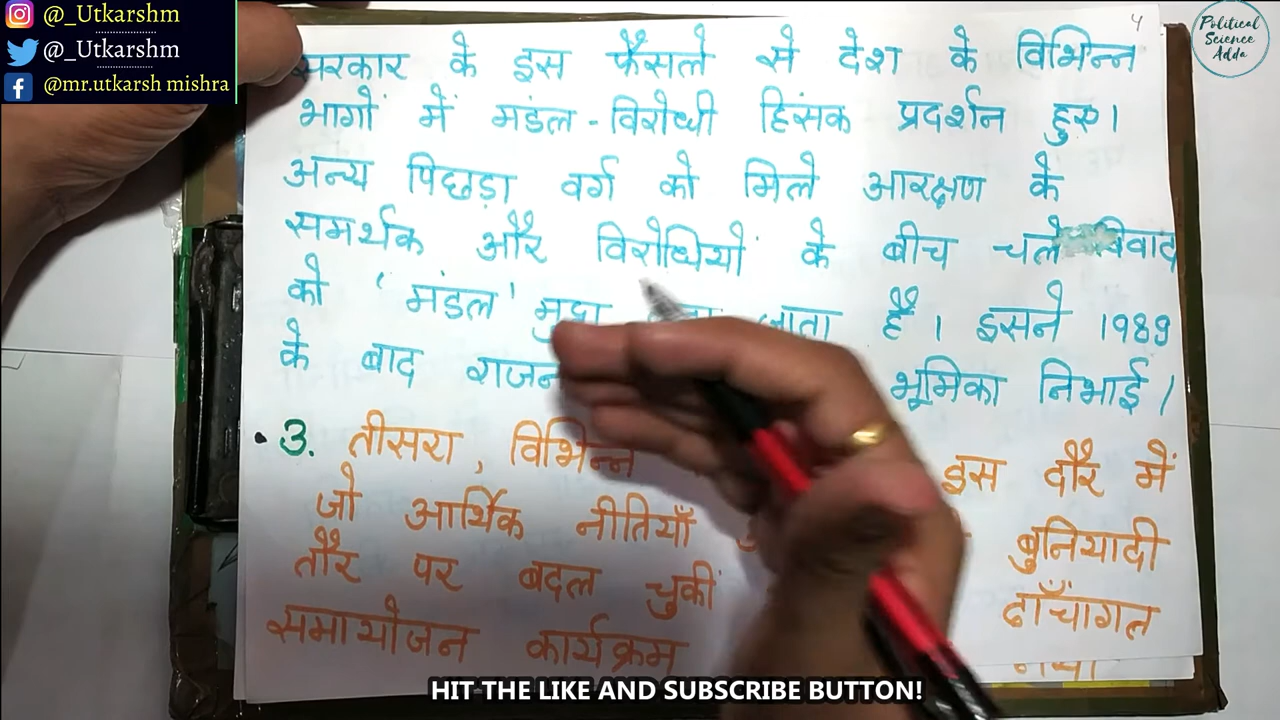 @_Utkarshm
@_Utkarshm
@mr.utkarsh mishra
Political
Science
Adda
4
सरकार के इस फैसले से देश के विभिन्न
भागों में मंडल-विरोधी हिंसक प्रदर्शन हुए।
अन्य पिछड़ा वर्ग को मिले आरक्षण के
समर्थक और विरोधियों के बीच चले विवाद
को 'मंडल' मुद्दा जाता है। इसने 1989
के बाद भूमिका निभाई।
• 3. तीसरा, विभिन्न इस दौर में
जो आर्थिक नीतियाँ बुनियादी
तौर पर बदल चुकी ढाँचागत
समायोजन कार्यक्रम
HIT THE LIKE AND SUBSCRIBE BUTTON!